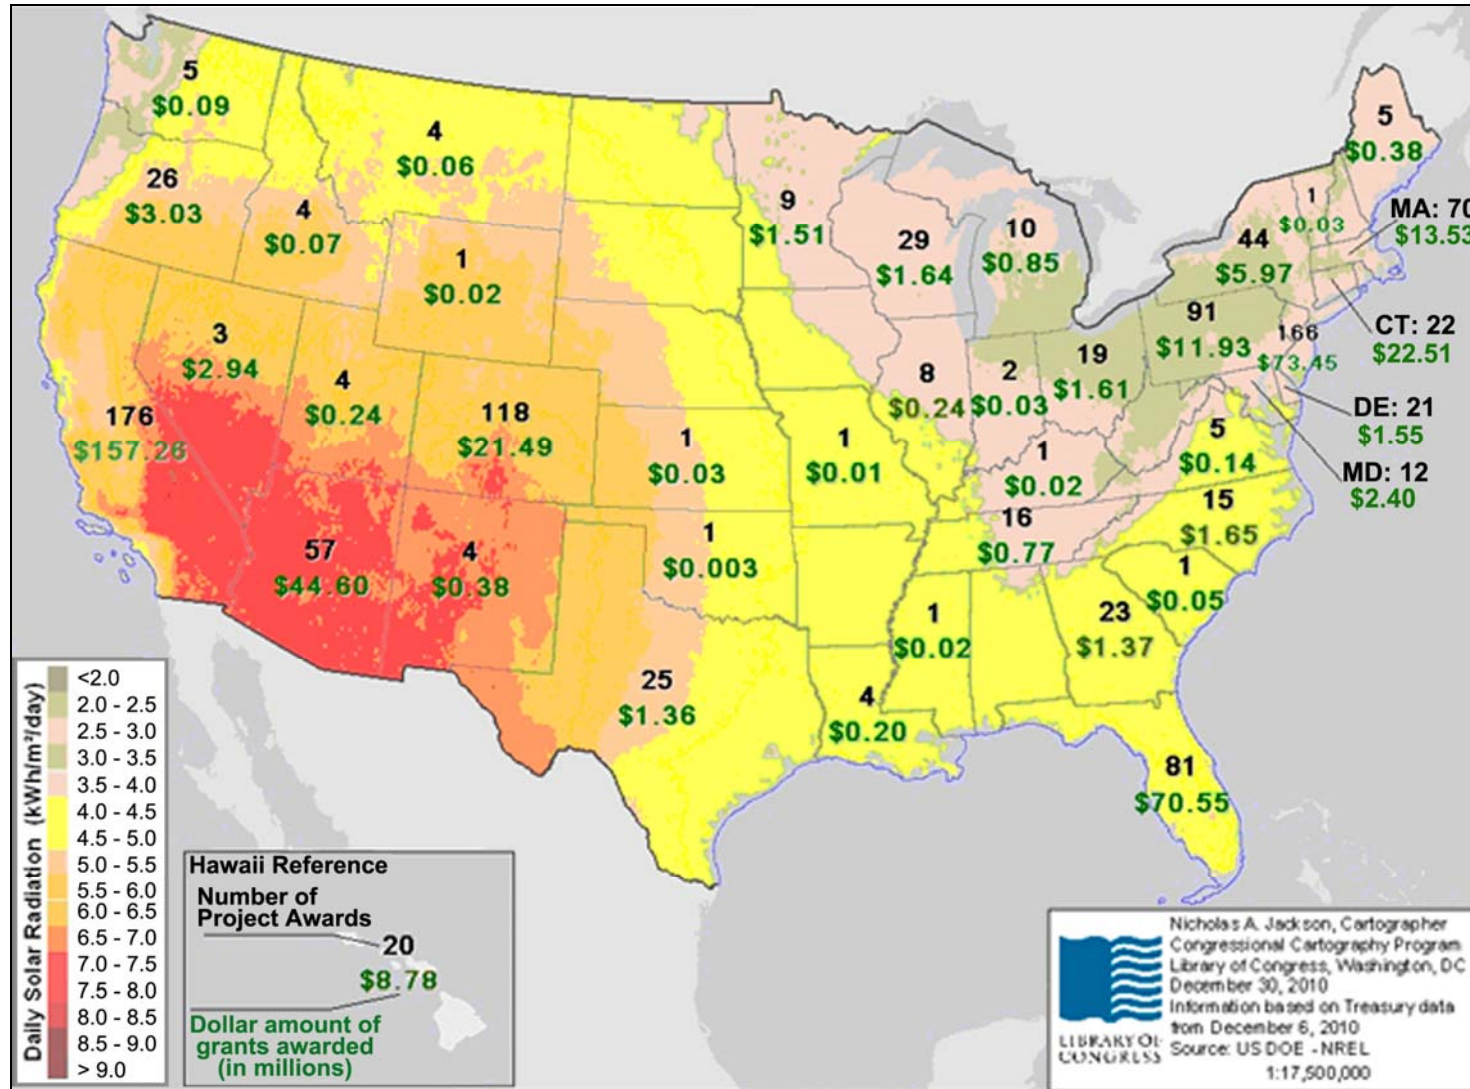 5
$0.09
4
$0.06
26
$3.03
4
$0.07
1
$0.02
9
$1.51
29
$1.64
10
$0.85
5
$0.38
1
$0.03
44
$5.97
MA: 70
$13.53
CT: 22
$22.51
91
$11.93
166
$73.45
DE: 21
$1.55
MD: 12
$2.40
3
$2.94
4
$0.24
118
$21.49
176
$157.26
1
$0.03
1
$0.01
8
$0.24
2
$0.03
19
$1.61
1
$0.02
5
$0.14
15
$1.65
16
$0.77
1
$0.05
57
$44.60
4
$0.38
1
$0.003
1
$0.02
23
$1.37
25
$1.36
4
$0.20
81
$70.55
Daily Solar Radiation (kWh/m²/day)
<2.0
2.0 - 2.5
2.5 - 3.0
3.0 - 3.5
3.5 - 4.0
4.0 - 4.5
4.5 - 5.0
5.0 - 5.5
5.5 - 6.0
6.0 - 6.5
6.5 - 7.0
7.0 - 7.5
7.5 - 8.0
8.0 - 8.5
8.5 - 9.0
> 9.0
Hawaii Reference
Number of
Project Awards
20
$8.78
Dollar amount of
grants awarded
(in millions)
LIBRARY OF
CONGRESS
Nicholas A. Jackson, Cartographer
Congressional Cartography Program
Library of Congress, Washington, DC
December 30, 2010
Information based on Treasury data
from December 6, 2010
Source: US DOE - NREL
1:17,500,000